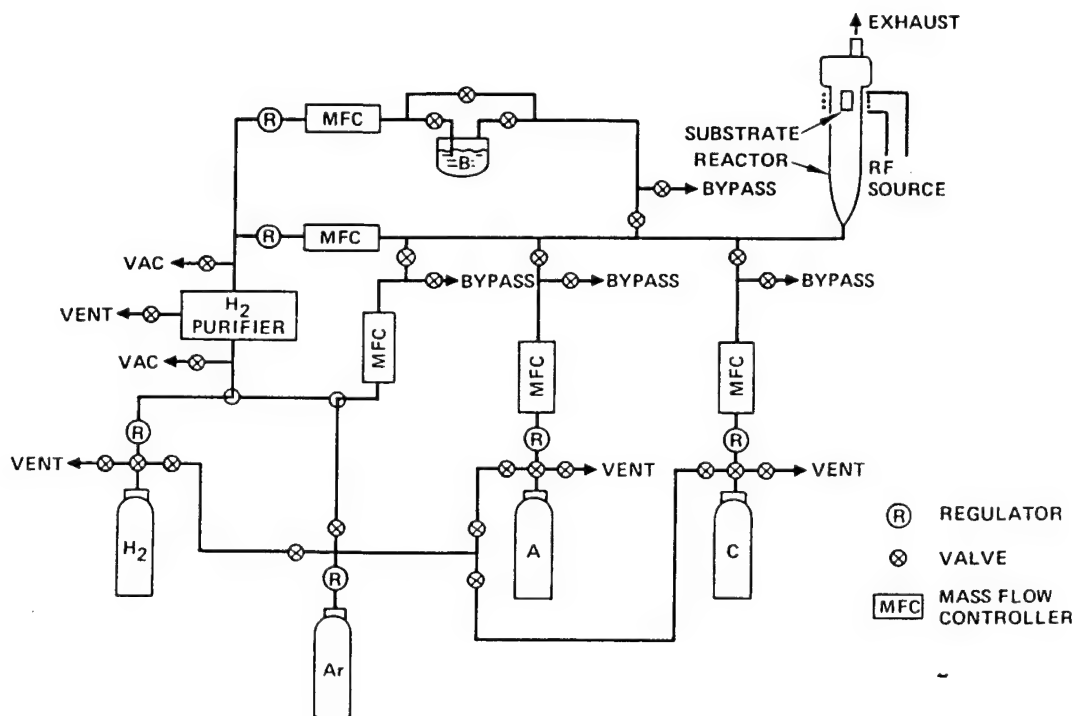 EXHAUST
R
MFC
B
SUBSTRATE
REACTOR
RF
SOURCE
BYPASS
R
MFC
VAC
BYPASS
BYPASS
BYPASS
H2
PURIFIER
VENT
MFC
MFC
MFC
VAC
R
R
R
VENT
VENT
VENT
H2
A
C
R
Ar
R REGULATOR
VALVE
MFC MASS FLOW
CONTROLLER